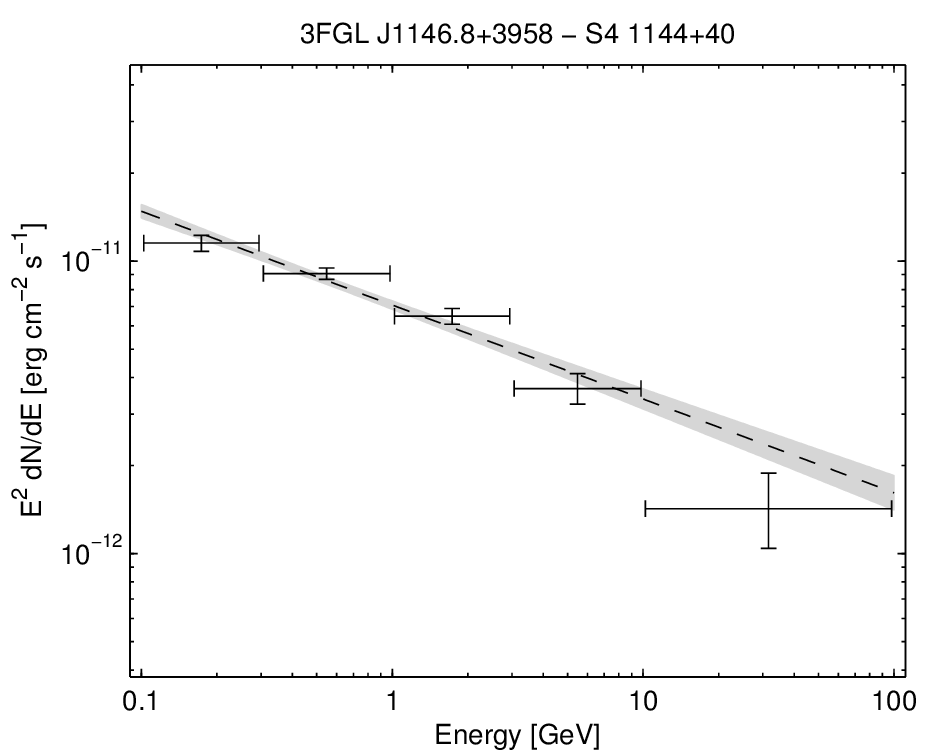 3FGL J1146.8+3958 − S4 1144+40
E² dN/dE [erg cm⁻² s⁻¹]
10⁻¹¹
10⁻¹²
0.1 1 10 100
Energy [GeV]